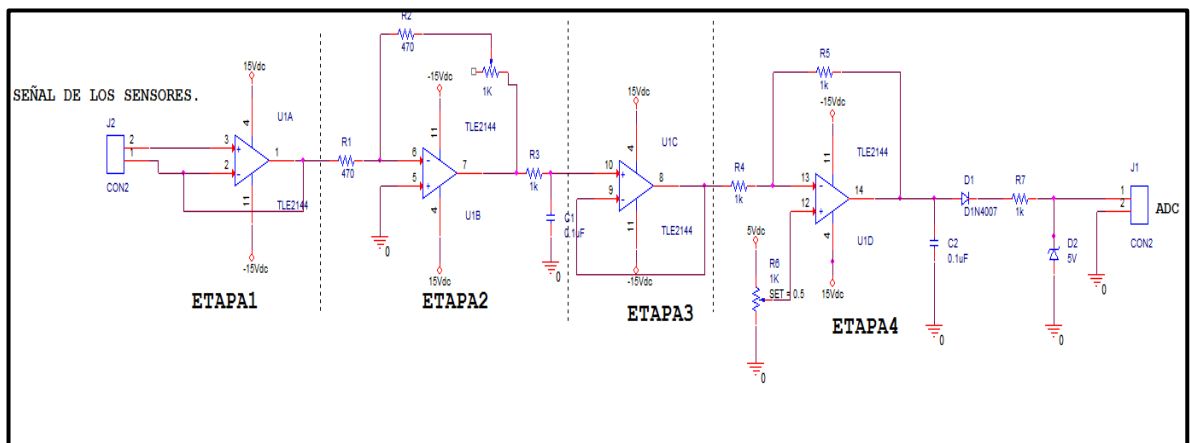 SEÑAL DE LOS SENSORES.
J2
2
1
CON2
15Vdc
4
U1A
3
+
2
-
1
11
TLE2144
-15Vdc
ETAPA1
R1
470
R2
470
1K
-15Vdc
11
TLE2144
6
-
5
+
7
4
U1B
15Vdc
0
R3
1k
C1
0.1uF
0
ETAPA2
15Vdc
4
U1C
10
+
9
-
8
11
TLE2144
-15Vdc
ETAPA3
R4
1k
R5
1k
-15Vdc
11
TLE2144
13
-
12
+
14
4
U1D
15Vdc
5Vdc
R6
1K
SET = 0.5
0
ETAPA4
C2
0.1uF
0
D1
D1N4007
R7
1k
D2
5V
0
J1
1
2
CON2
0
ADC